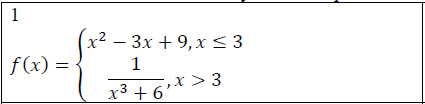 1
f(x) = { x² − 3x + 9, x ≤ 3
1/(x³ + 6), x > 3